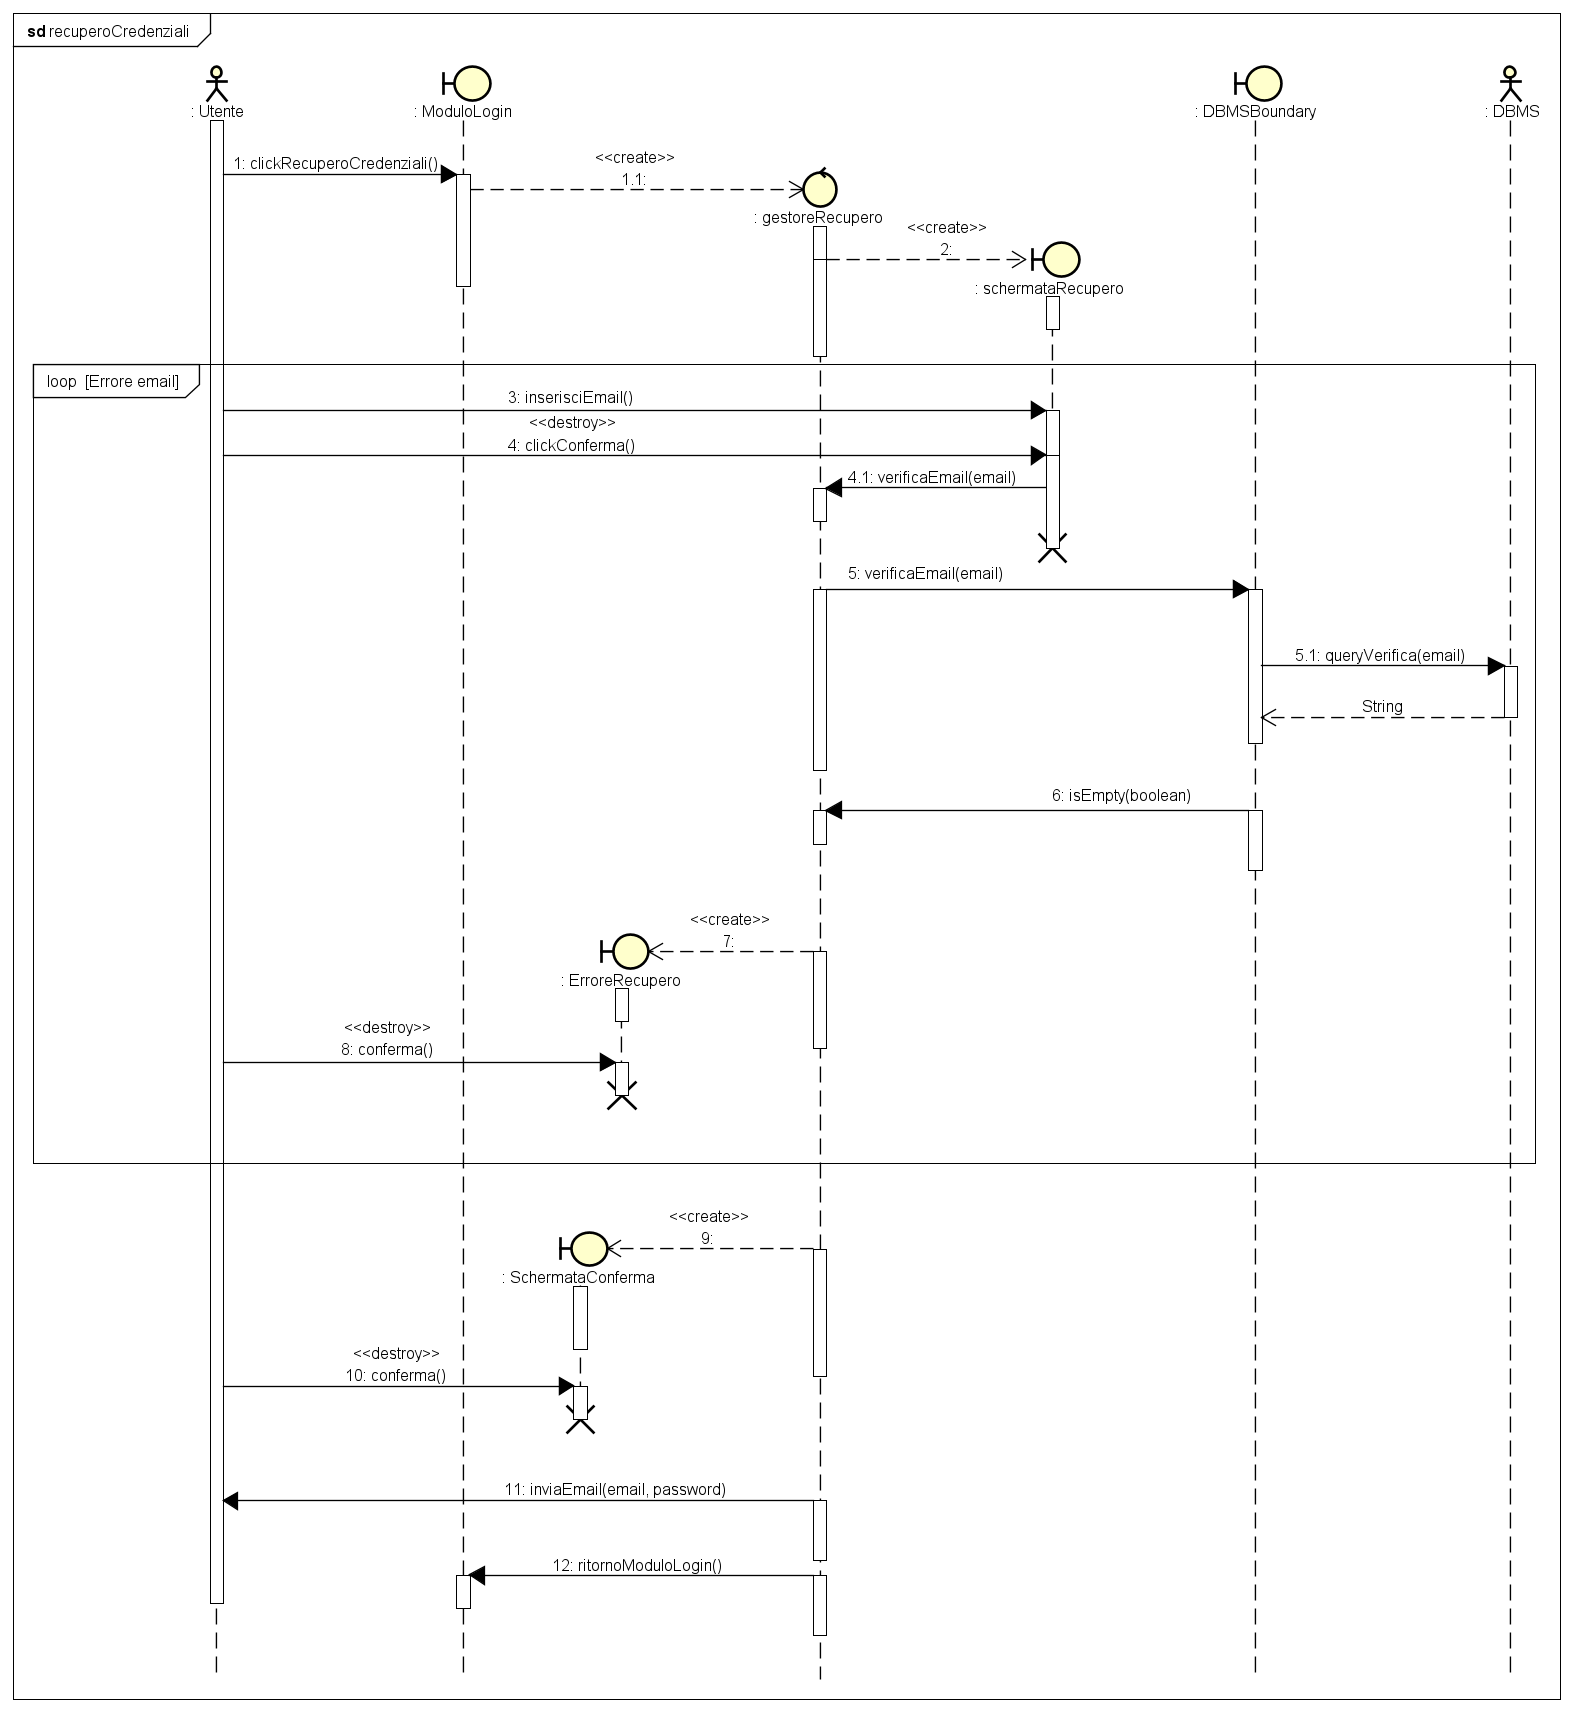 sd recuperoCredenziali
: Utente
: ModuloLogin
: DBMSBoundary
: DBMS
1: clickRecuperoCredenziali()
<<create>>
1.1:
: gestoreRecupero
<<create>>
2:
: schermataRecupero
loop [Errore email]
3: inserisciEmail()
<<destroy>>
4: clickConferma()
4.1: verificaEmail(email)
5: verificaEmail(email)
5.1: queryVerifica(email)
String
6: isEmpty(boolean)
<<create>>
7:
: ErroreRecupero
<<destroy>>
8: conferma()
<<create>>
9:
: SchermataConferma
<<destroy>>
10: conferma()
11: inviaEmail(email, password)
12: ritornoModuloLogin()